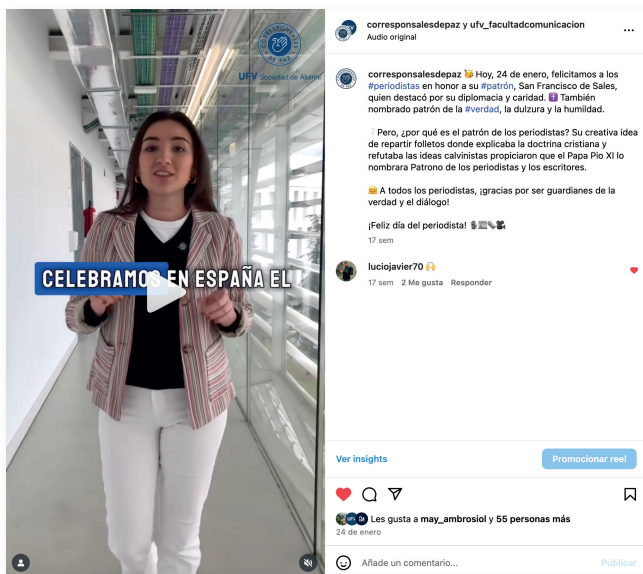 CORRESPONSALES
DE PAZ
UFV Sociedad de Alumni
CELEBRAMOS EN ESPAÑA EL
corresponsalesdepaz y ufv_facultadcomunicacion
Audio original
corresponsalesdepaz 🥳 Hoy, 24 de enero, felicitamos a los
#periodistas en honor a su #patrón, San Francisco de Sales,
quien destacó por su diplomacia y caridad. ✝️ También
nombrado patrón de la #verdad, la dulzura y la humildad.
❔Pero, ¿por qué es el patrón de los periodistas? Su creativa idea
de repartir folletos donde explicaba la doctrina cristiana y
refutaba las ideas calvinistas propiciaron que el Papa Pio XI lo
nombrara Patrono de los periodistas y los escritores.
😊 A todos los periodistas, ¡gracias por ser guardianes de la
verdad y el diálogo!
¡Feliz día del periodista! 🎙️📰🗞️🎥
17 sem
luciojavier70 🙌
17 sem 2 Me gusta Responder
Ver insights
Promocionar reel
Les gusta a may_ambrosiol y 55 personas más
24 de enero
Añade un comentario...
Publicar